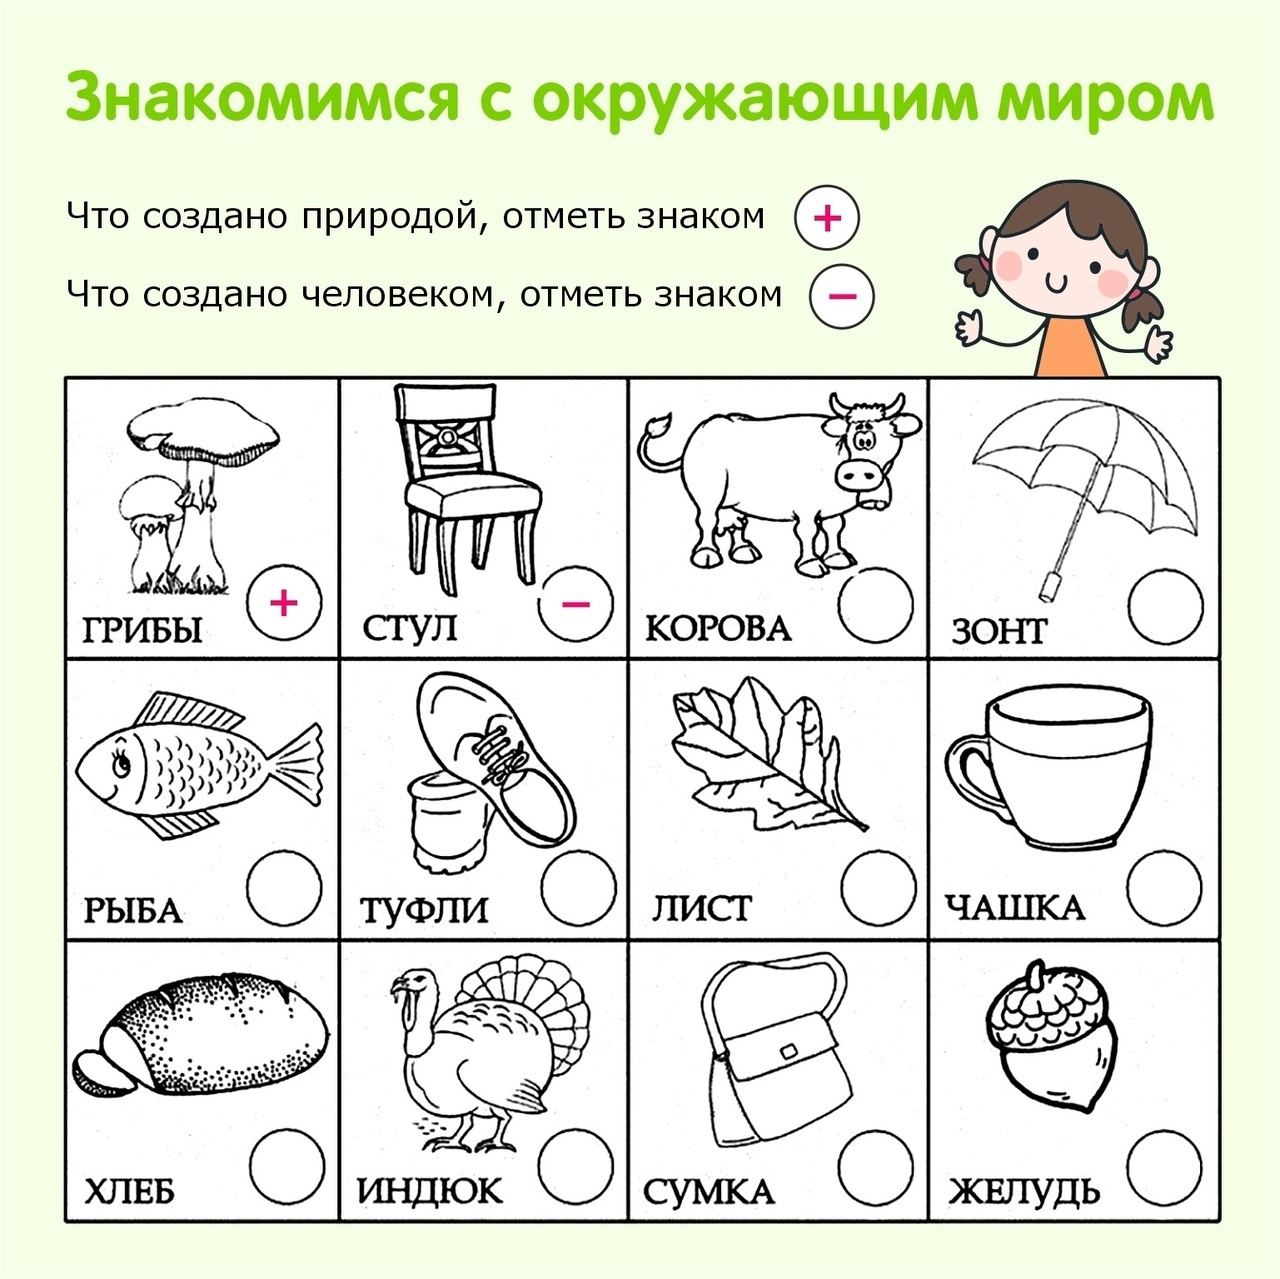 Знакомимся с окружающим миром
Что создано природой, отметь знаком +
Что создано человеком, отметь знаком −
ГРИБЫ +
СТУЛ −
КОРОВА
ЗОНТ
РЫБА
ТУФЛИ
ЛИСТ
ЧАШКА
ХЛЕБ
ИНДЮК
СУМКА
ЖЕЛУДЬ